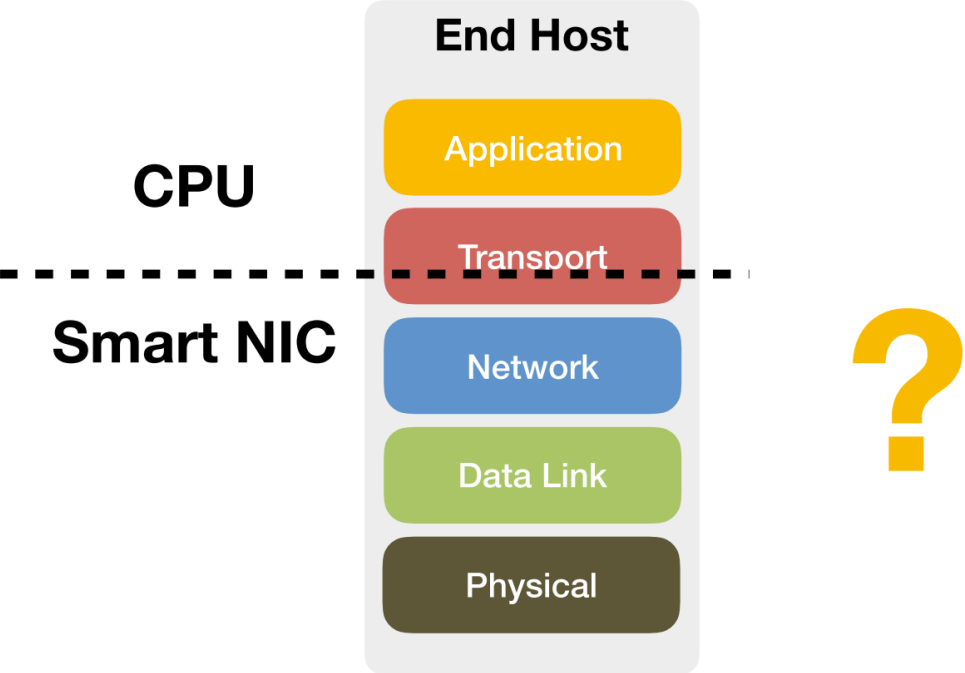 End Host
Application
CPU
Transport
Smart NIC
Network
?
Data Link
Physical